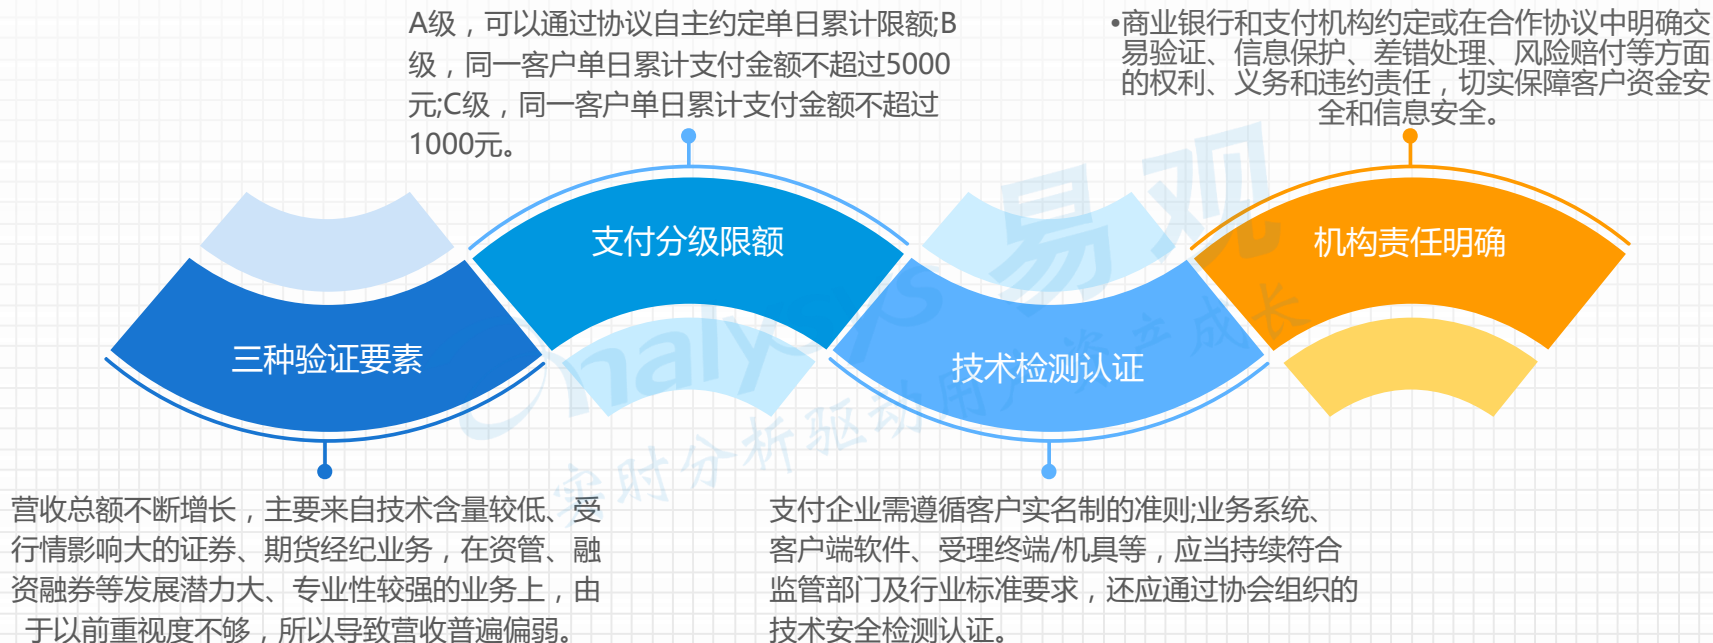 A级，可以通过协议自主约定单日累计限额;B
级，同一客户单日累计支付金额不超过5000
元;C级，同一客户单日累计支付金额不超过
1000元。
•商业银行和支付机构约定或在合作协议中明确交
易验证、信息保护、差错处理、风险赔付等方面
的权利、义务和违约责任，切实保障客户资金安
全和信息安全。
三种验证要素
支付分级限额
技术检测认证
机构责任明确
营收总额不断增长，主要来自技术含量较低、受
行情影响大的证券、期货经纪业务，在资管、融
资融券等发展潜力大、专业性较强的业务上，由
于以前重视度不够，所以导致营收普遍偏弱。
支付企业需遵循客户实名制的准则;业务系统、
客户端软件、受理终端/机具等，应当持续符合
监管部门及行业标准要求，还应通过协会组织的
技术安全检测认证。
nalysys 易观
实时分析驱动用户资产成长